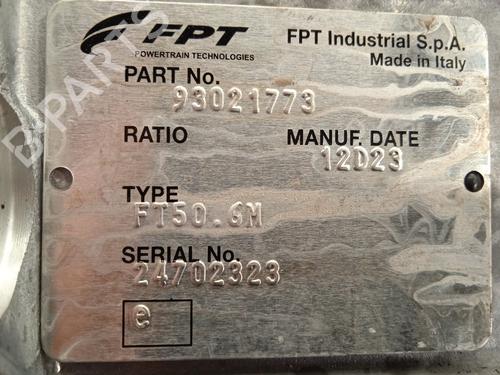 FPT
POWERTRAIN TECHNOLOGIES
FPT Industrial S.p.A.
Made in Italy
PART No.
93021773
RATIO
MANUF. DATE
12D23
TYPE
FT50.6M
SERIAL No.
24702323
e
B-PARTS